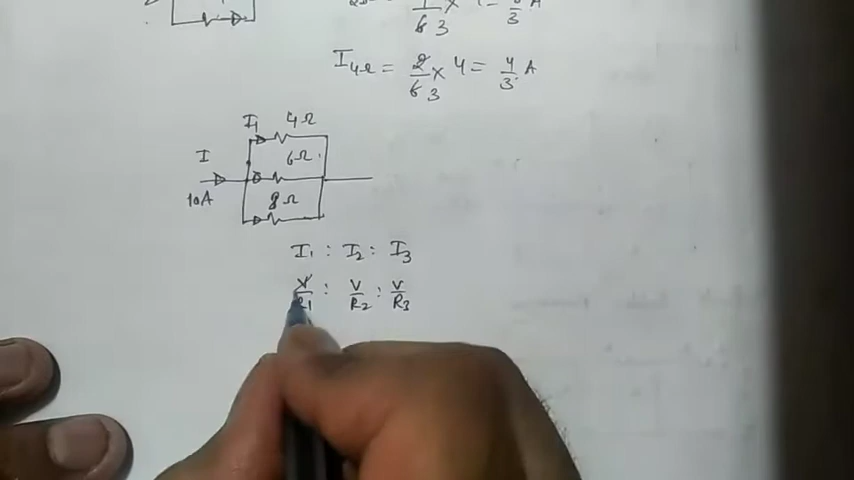 I₄Ω = 2/6 3 × 4 = 4/3 A
I₁ 4Ω
I 6Ω
10A 8Ω
I₁ : I₂ : I₃
V/R₁ : V/R₂ : V/R₃